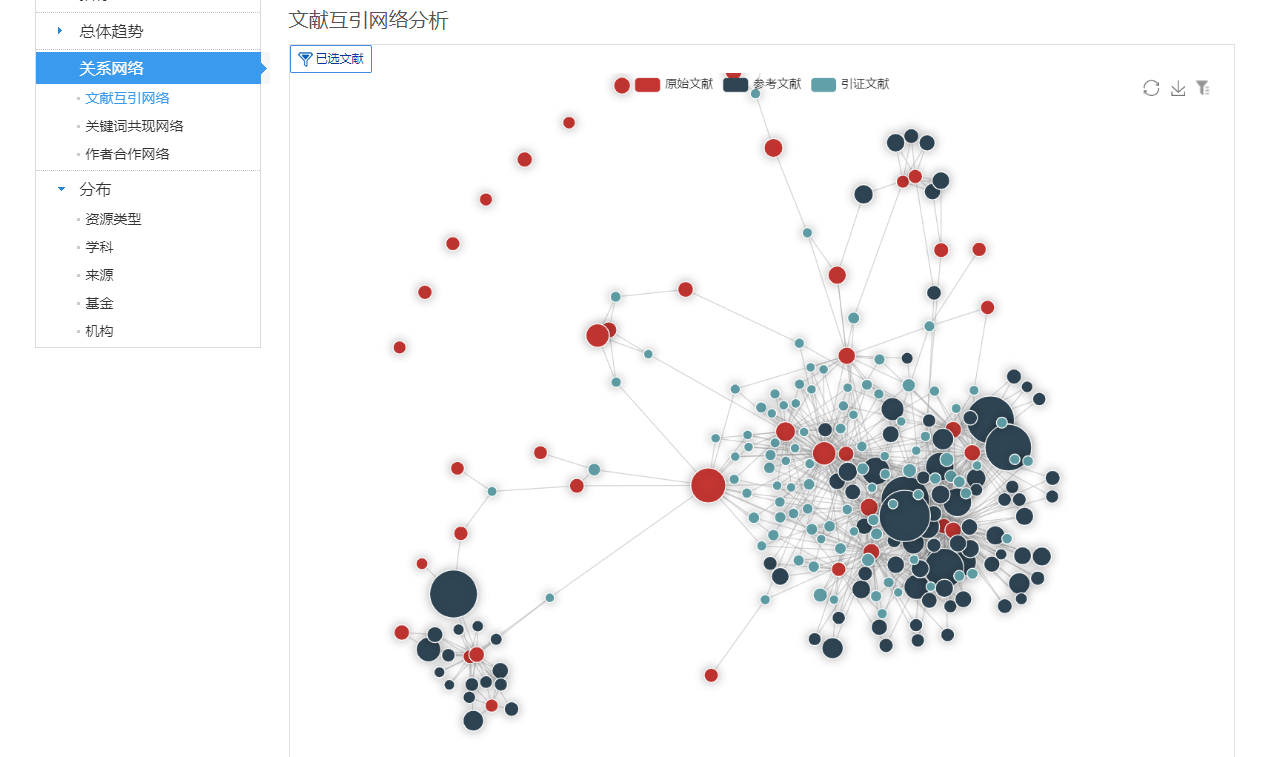 文献互引网络分析
总体趋势
关系网络
文献互引网络
关键词共现网络
作者合作网络
分布
资源类型
学科
来源
基金
机构
已选文献
原始文献 参考文献 引证文献